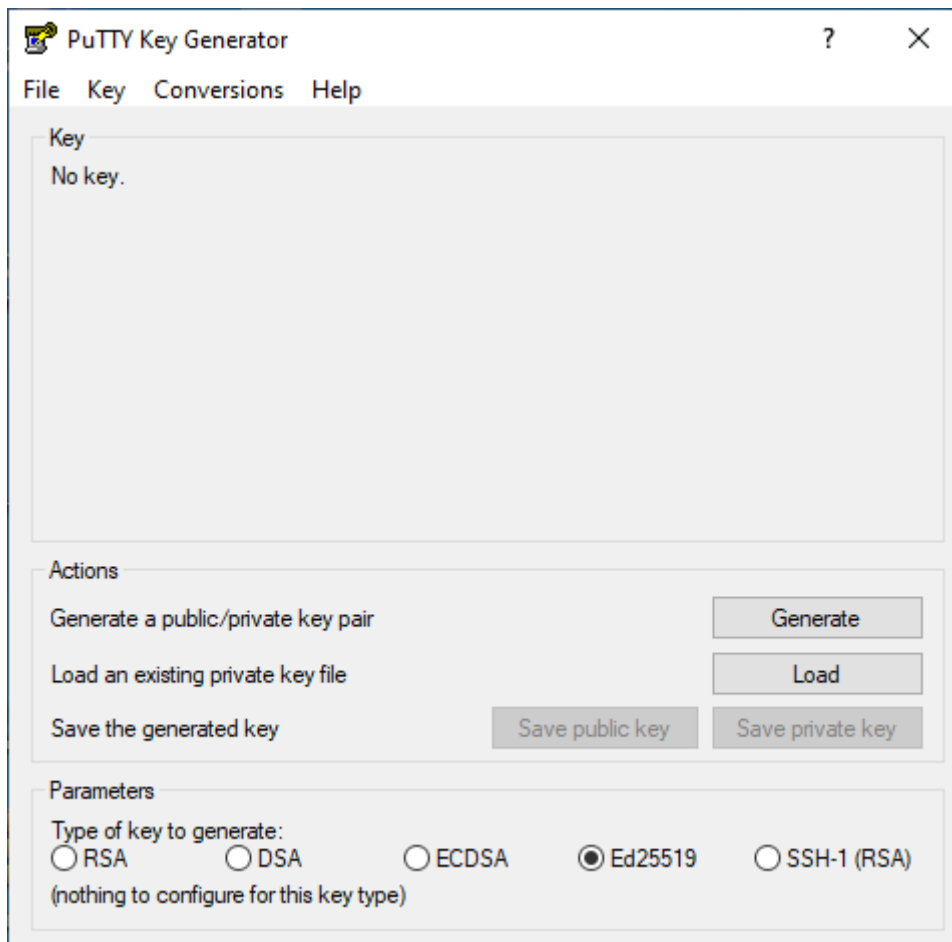 PuTTY Key Generator ?
File Key Conversions Help
Key
No key.
Actions
Generate a public/private key pair Generate
Load an existing private key file Load
Save the generated key Save public key Save private key
Parameters
Type of key to generate:
RSA DSA ECDSA Ed25519 SSH-1 (RSA)
(nothing to configure for this key type)